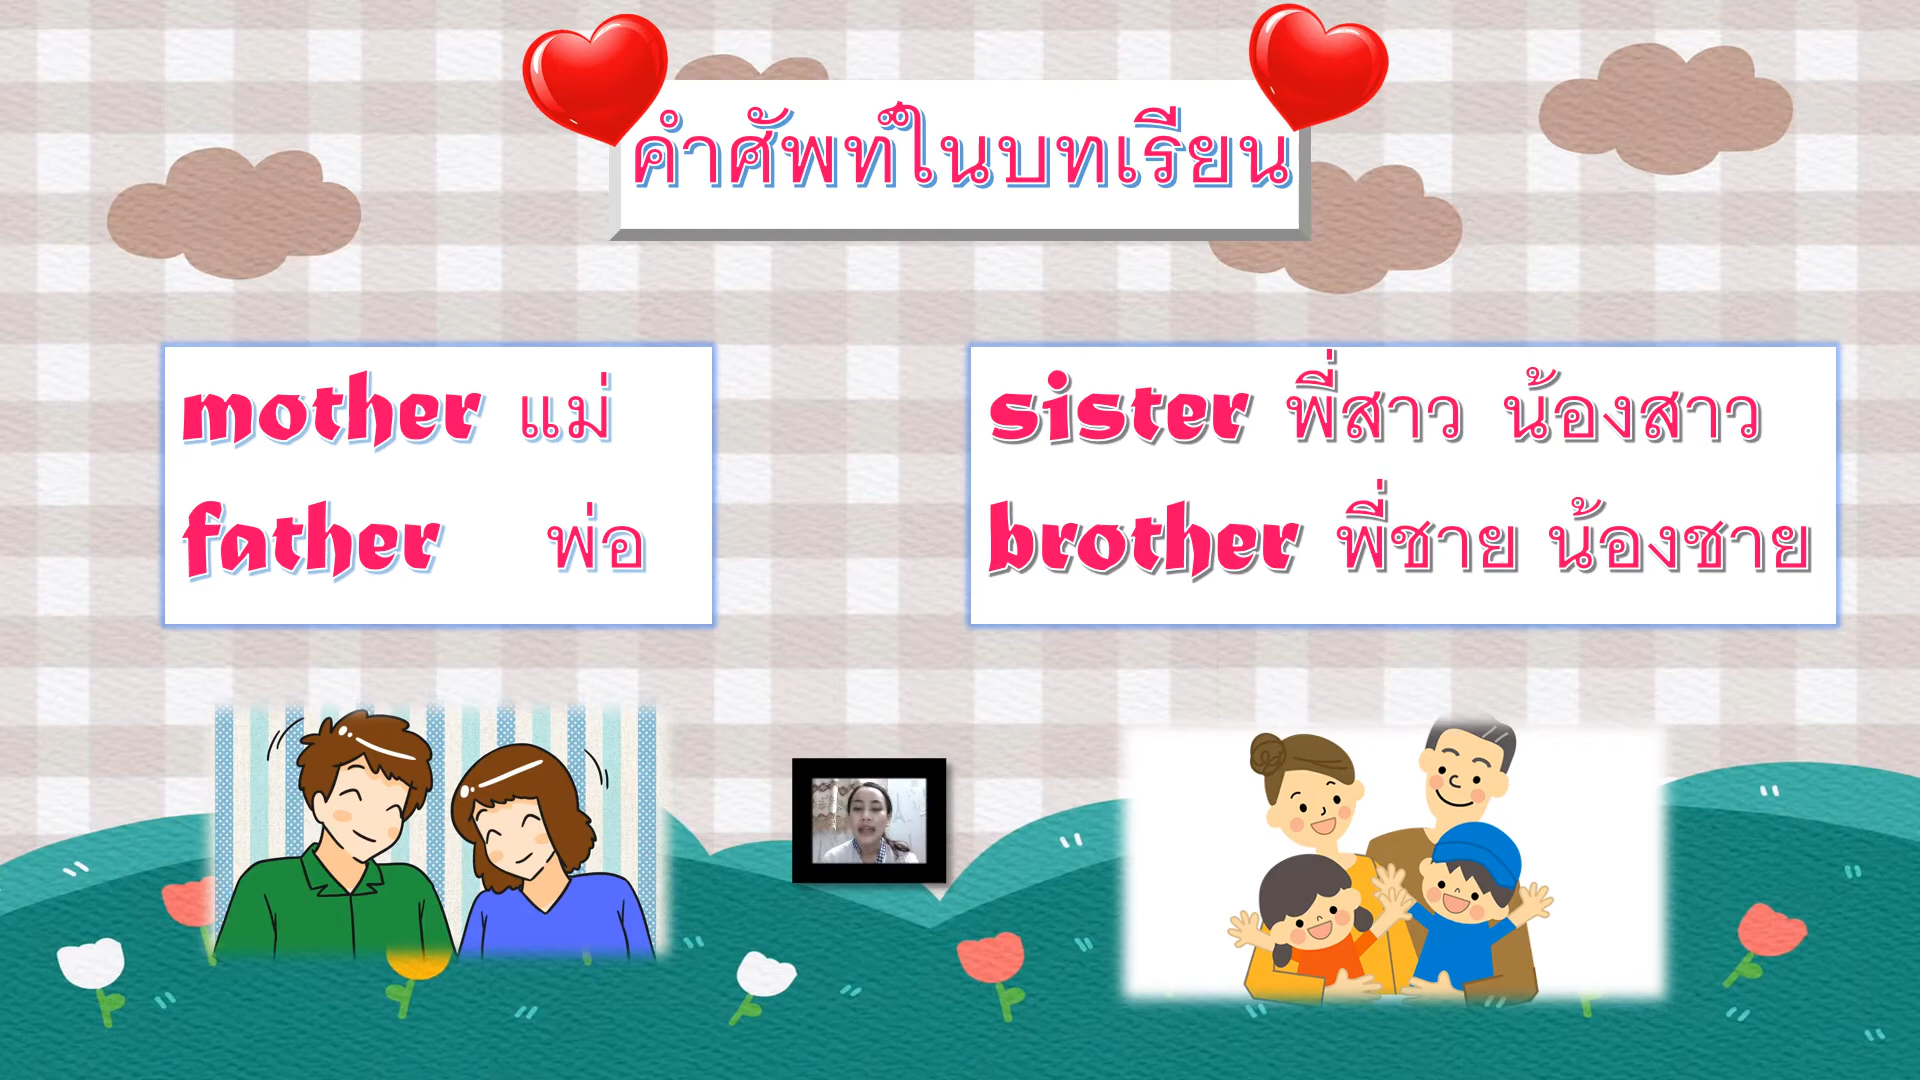 คำศัพท์ในบทเรียน
mother แม่
father พ่อ
sister พี่สาว น้องสาว
brother พี่ชาย น้องชาย